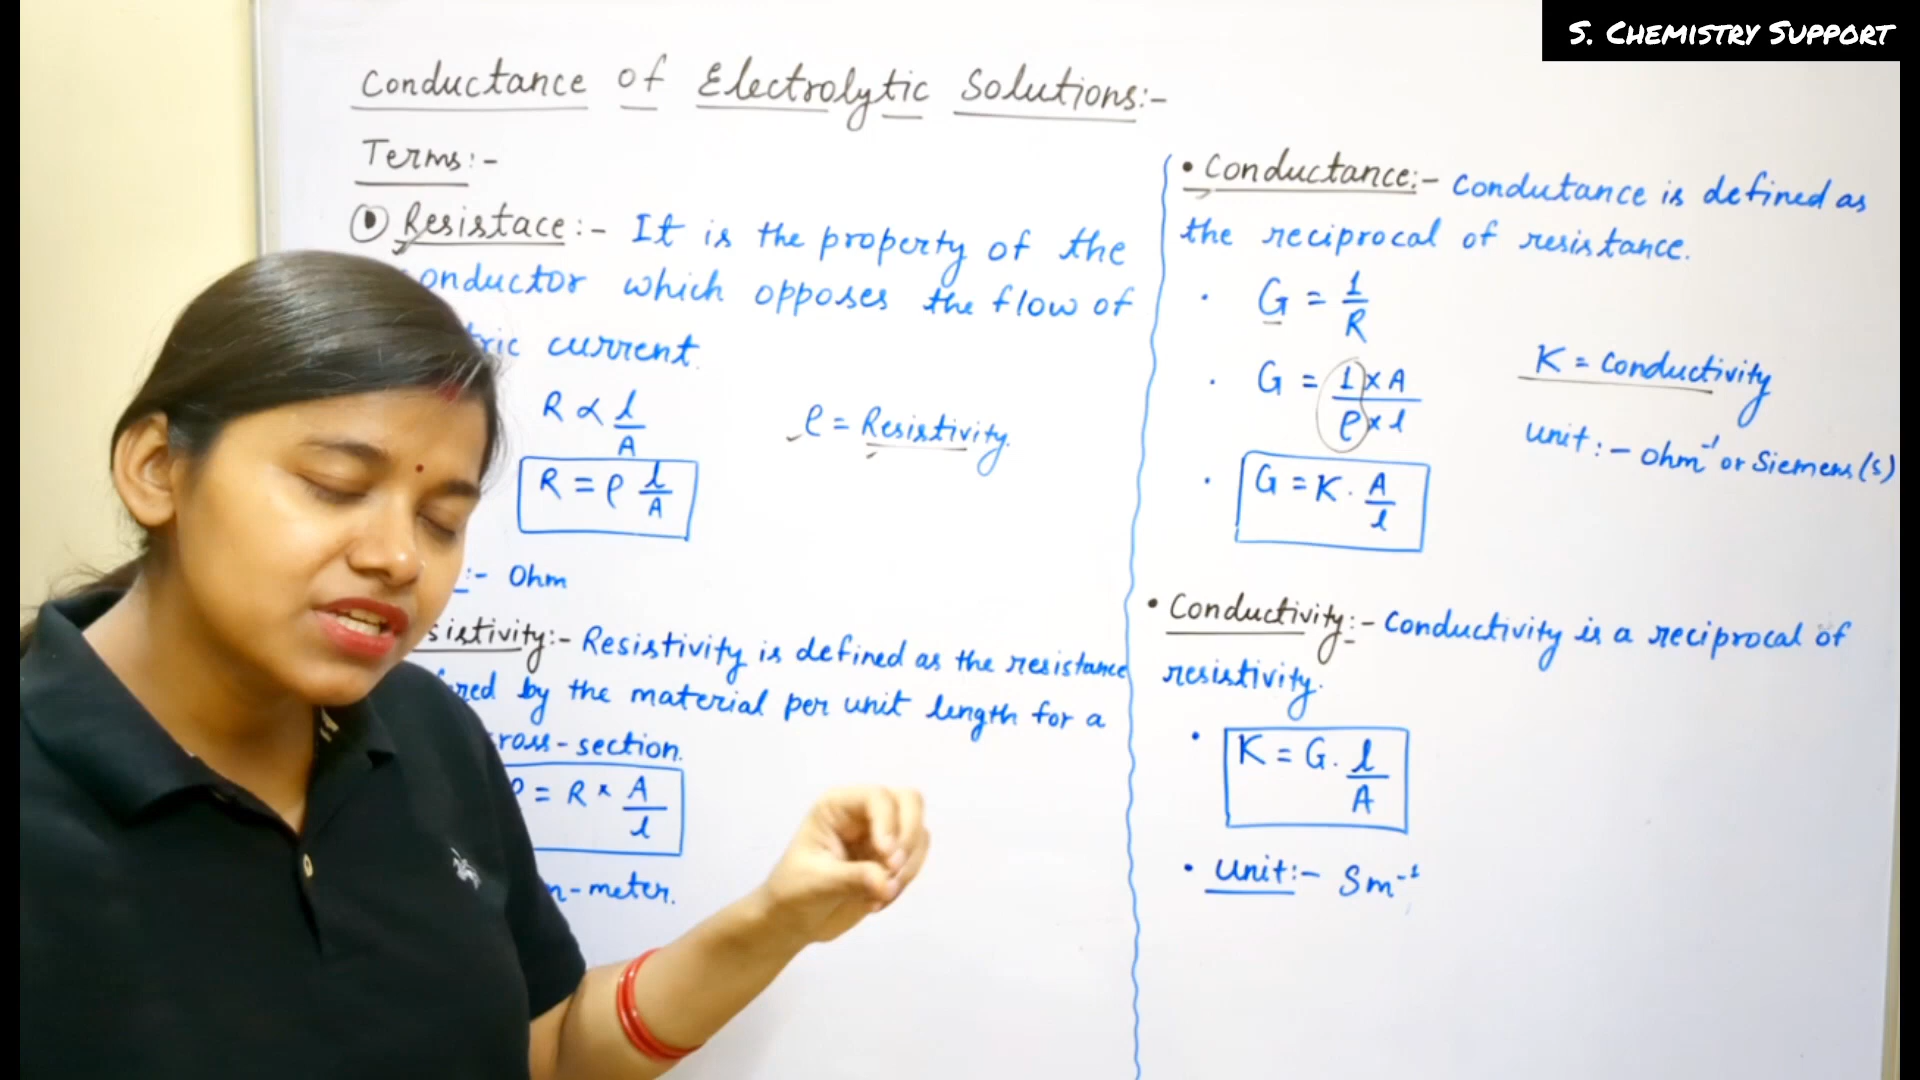 S. Chemistry Support
Conductance of Electrolytic Solutions:-
Terms:-
Resistace:- It is the property of the
onductor which opposes the flow of
ric current.
R ∝ l/A
ρ = Resistivity.
R = ρ l/A
:- Ohm
sistivity:- Resistivity is defined as the resistance
ered by the material per unit length for a
cross-section.
ρ = R × A/l
m-meter.
• Conductance:- Condutance is defined as
the reciprocal of resistance.
• G = 1/R
• G = 1 × A / ρ × l
K = Conductivity
unit:- ohm⁻¹ or Siemens(S)
• G = K · A/l
• Conductivity:- Conductivity is a reciprocal of
resistivity.
• K = G · l/A
• Unit:- Sm⁻¹